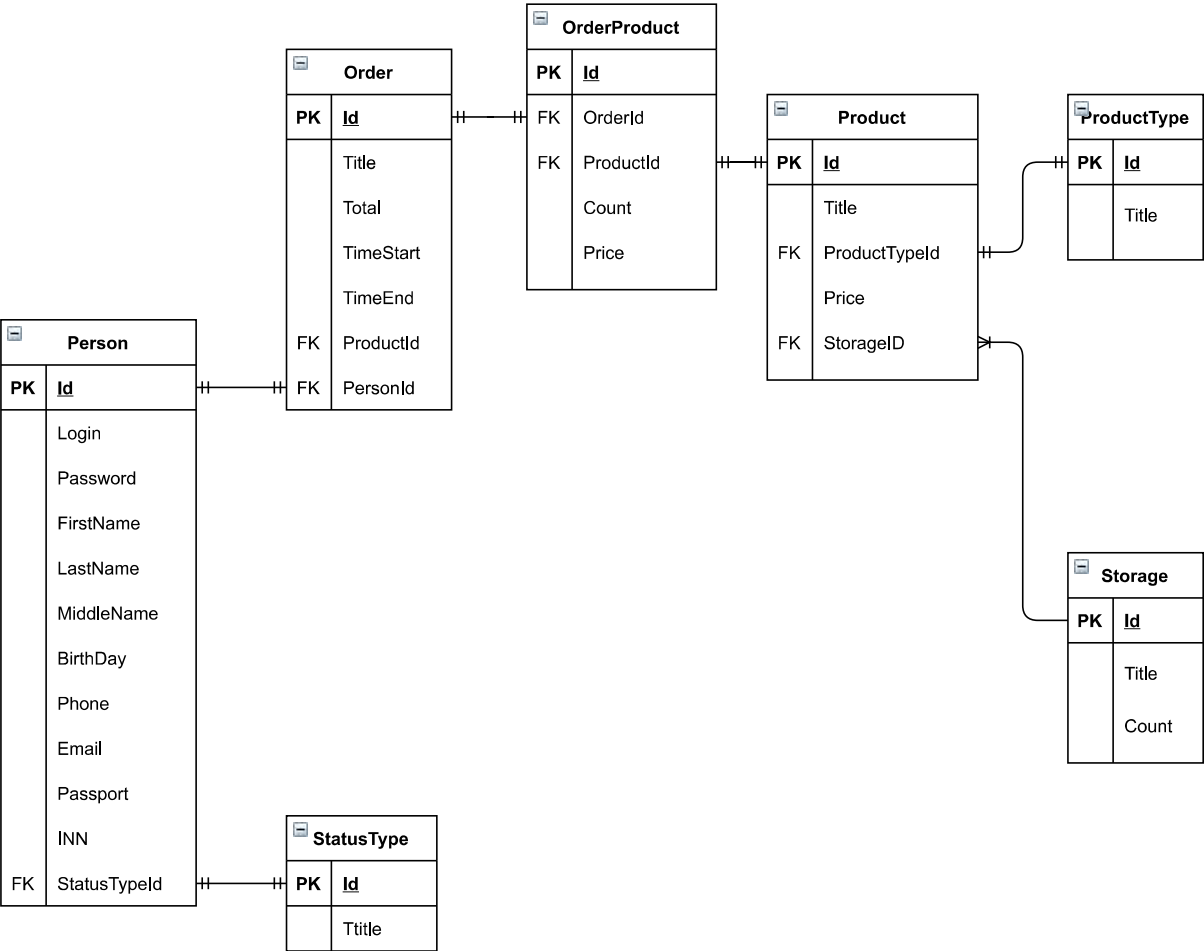 OrderProduct
PK Id
FK OrderId
FK ProductId
Count
Price
Order
PK Id
Title
Total
TimeStart
TimeEnd
FK ProductId
FK PersonId
Product
PK Id
Title
FK ProductTypeId
Price
FK StorageID
ProductType
PK Id
Title
Person
PK Id
Login
Password
FirstName
LastName
MiddleName
BirthDay
Phone
Email
Passport
INN
FK StatusTypeId
Storage
PK Id
Title
Count
StatusType
PK Id
Ttitle